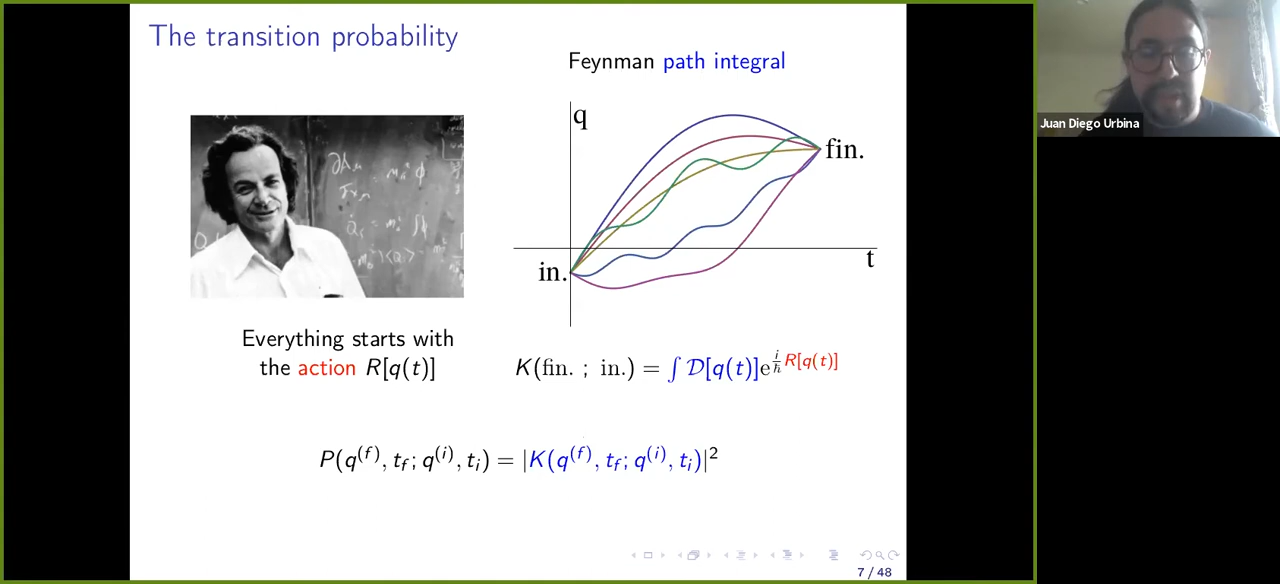 The transition probability
Feynman path integral
q
fin.
in.
t
Everything starts with
the action R[q(t)]
K(fin. ; in.) = ∫ 𝒟[q(t)]e^{i/ħ R[q(t)]}
P(q^{(f)}, t_f; q^{(i)}, t_i) = |K(q^{(f)}, t_f; q^{(i)}, t_i)|^2
7 / 48
Juan Diego Urbina